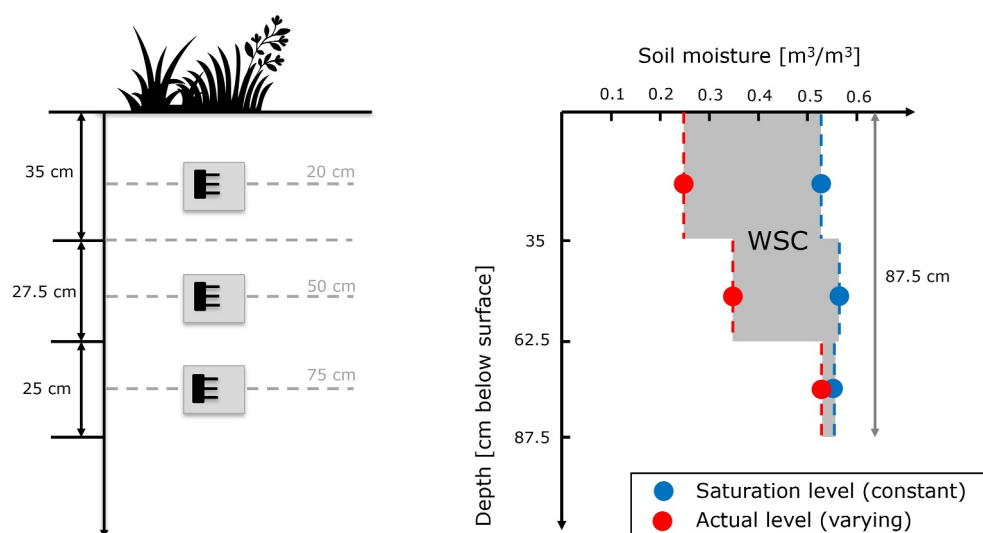 35 cm
20 cm
27.5 cm
50 cm
25 cm
75 cm
Soil moisture [m³/m³]
0.1 0.2 0.3 0.4 0.5 0.6
WSC
35
62.5
87.5
87.5 cm
Depth [cm below surface]
Saturation level (constant)
Actual level (varying)